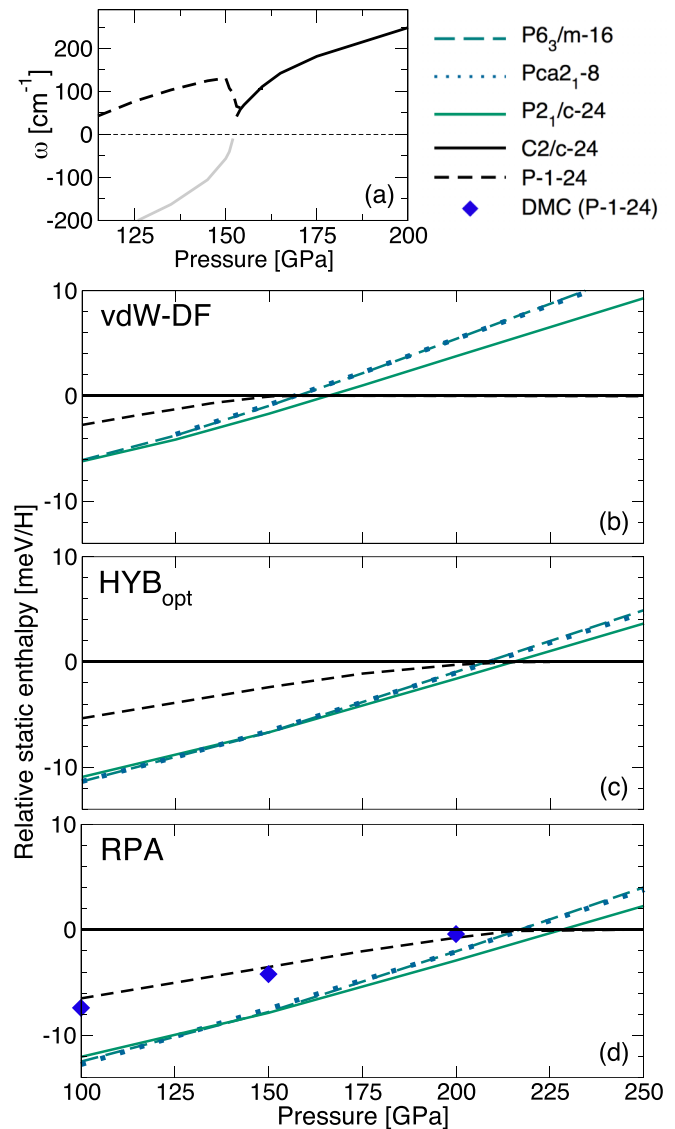 200
100
0
-100
-200
ω [cm⁻¹]
(a)
125
150
175
200
Pressure [GPa]
P6₃/m-16
Pca2₁-8
P2₁/c-24
C2/c-24
P-1-24
DMC (P-1-24)
Relative static enthalpy [meV/H]
10
vdW-DF
0
-10
(b)
10
HYBₒₚₜ
0
-10
(c)
10
RPA
0
-10
(d)
100
125
150
175
200
225
250
Pressure [GPa]